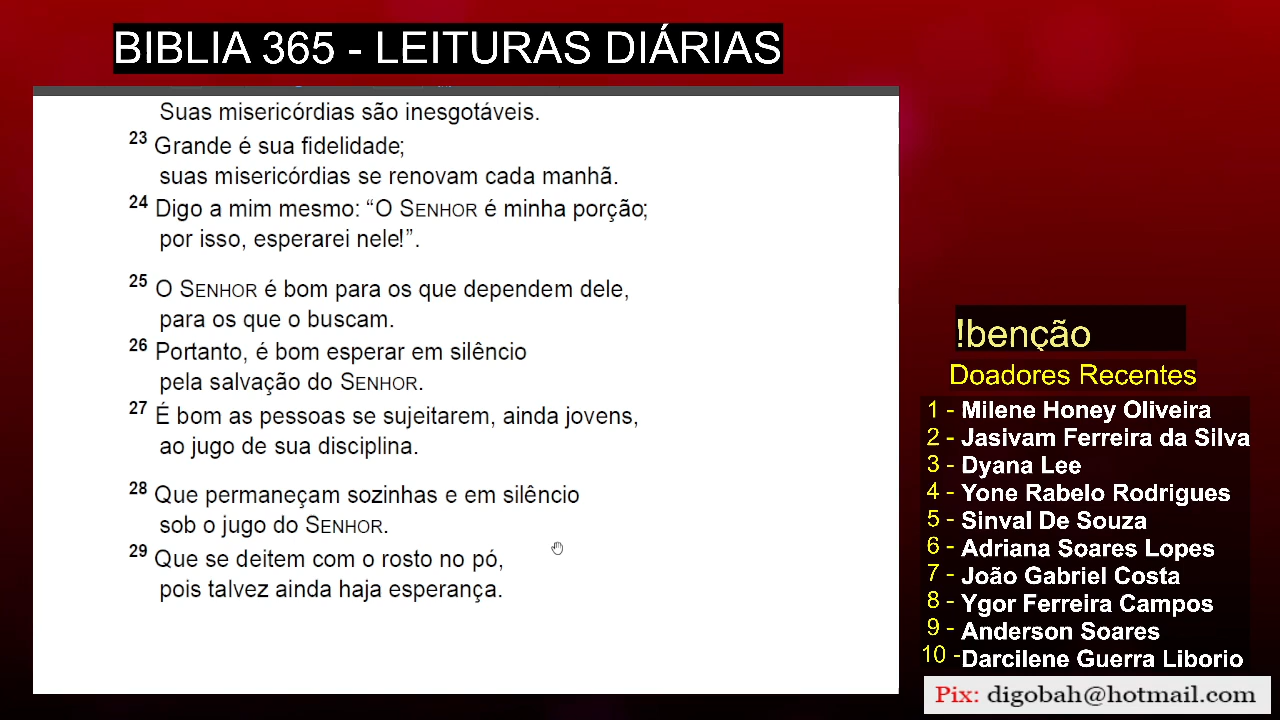 BIBLIA 365 - LEITURAS DIÁRIAS
Suas misericórdias são inesgotáveis.
23 Grande é sua fidelidade;
suas misericórdias se renovam cada manhã.
24 Digo a mim mesmo: “O SENHOR é minha porção;
por isso, esperarei nele!”.
25 O SENHOR é bom para os que dependem dele,
para os que o buscam.
26 Portanto, é bom esperar em silêncio
pela salvação do SENHOR.
27 É bom as pessoas se sujeitarem, ainda jovens,
ao jugo de sua disciplina.
28 Que permaneçam sozinhas e em silêncio
sob o jugo do SENHOR.
29 Que se deitem com o rosto no pó,
pois talvez ainda haja esperança.
!benção
Doadores Recentes
1 - Milene Honey Oliveira
2 - Jasivam Ferreira da Silva
3 - Dyana Lee
4 - Yone Rabelo Rodrigues
5 - Sinval De Souza
6 - Adriana Soares Lopes
7 - João Gabriel Costa
8 - Ygor Ferreira Campos
9 - Anderson Soares
10 -Darcilene Guerra Liborio
Pix: digobah@hotmail.com